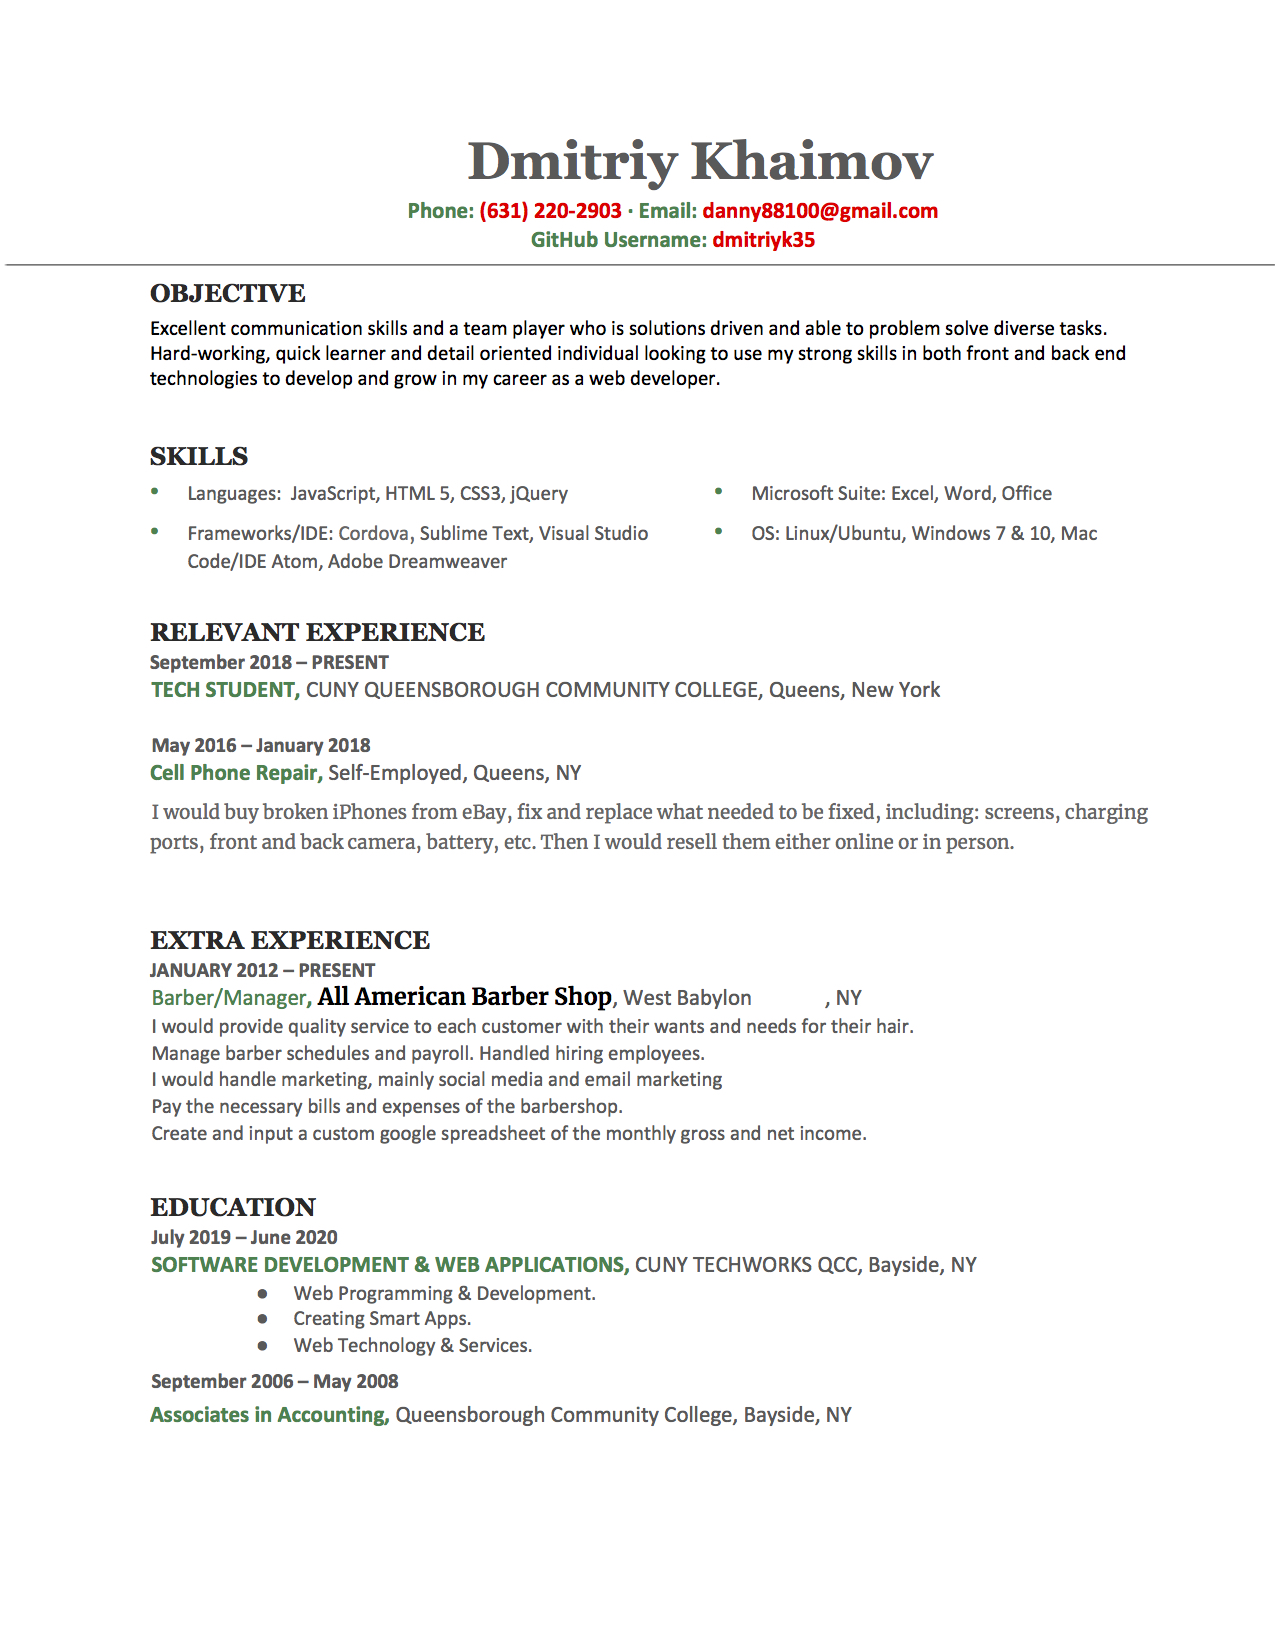 Dmitriy Khaimov
Phone: (631) 220-2903 · Email: danny88100@gmail.com
GitHub Username: dmitriyk35
OBJECTIVE
Excellent communication skills and a team player who is solutions driven and able to problem solve diverse tasks.
Hard-working, quick learner and detail oriented individual looking to use my strong skills in both front and back end
technologies to develop and grow in my career as a web developer.
SKILLS
• Languages:  JavaScript, HTML 5, CSS3, jQuery
• Frameworks/IDE: Cordova, Sublime Text, Visual Studio
Code/IDE Atom, Adobe Dreamweaver
• Microsoft Suite: Excel, Word, Office
• OS: Linux/Ubuntu, Windows 7 & 10, Mac
RELEVANT EXPERIENCE
September 2018 – PRESENT
TECH STUDENT, CUNY QUEENSBOROUGH COMMUNITY COLLEGE, Queens, New York
May 2016 – January 2018
Cell Phone Repair, Self-Employed, Queens, NY
I would buy broken iPhones from eBay, fix and replace what needed to be fixed, including: screens, charging
ports, front and back camera, battery, etc. Then I would resell them either online or in person.
EXTRA EXPERIENCE
JANUARY 2012 – PRESENT
Barber/Manager, All American Barber Shop, West Babylon , NY
I would provide quality service to each customer with their wants and needs for their hair.
Manage barber schedules and payroll. Handled hiring employees.
I would handle marketing, mainly social media and email marketing
Pay the necessary bills and expenses of the barbershop.
Create and input a custom google spreadsheet of the monthly gross and net income.
EDUCATION
July 2019 – June 2020
SOFTWARE DEVELOPMENT & WEB APPLICATIONS, CUNY TECHWORKS QCC, Bayside, NY
● Web Programming & Development.
● Creating Smart Apps.
● Web Technology & Services.
September 2006 – May 2008
Associates in Accounting, Queensborough Community College, Bayside, NY